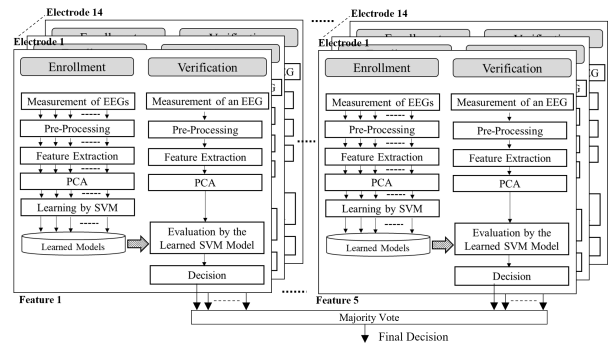 Electrode 14
Electrode 1
Enrollment
Verification
Measurement of EEGs
Measurement of an EEG
Pre-Processing
Pre-Processing
Feature Extraction
Feature Extraction
PCA
PCA
Learning by SVM
Evaluation by the
Learned SVM Model
Learned Models
Decision
Feature 1
Electrode 14
Electrode 1
Enrollment
Verification
Measurement of EEGs
Measurement of an EEG
Pre-Processing
Pre-Processing
Feature Extraction
Feature Extraction
PCA
PCA
Learning by SVM
Evaluation by the
Learned SVM Model
Learned Models
Decision
Feature 5
Majority Vote
Final Decision